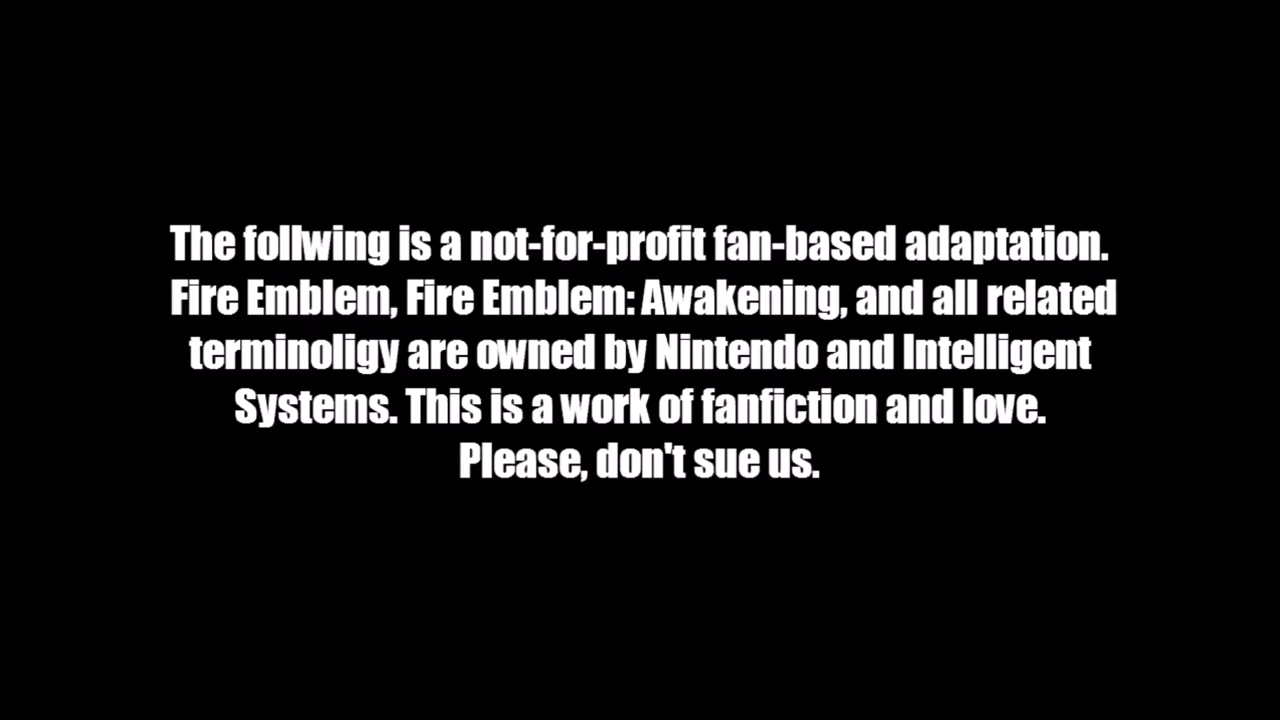 The follwing is a not-for-profit fan-based adaptation.
Fire Emblem, Fire Emblem: Awakening, and all related
terminoligy are owned by Nintendo and Intelligent
Systems. This is a work of fanfiction and love.
Please, don't sue us.